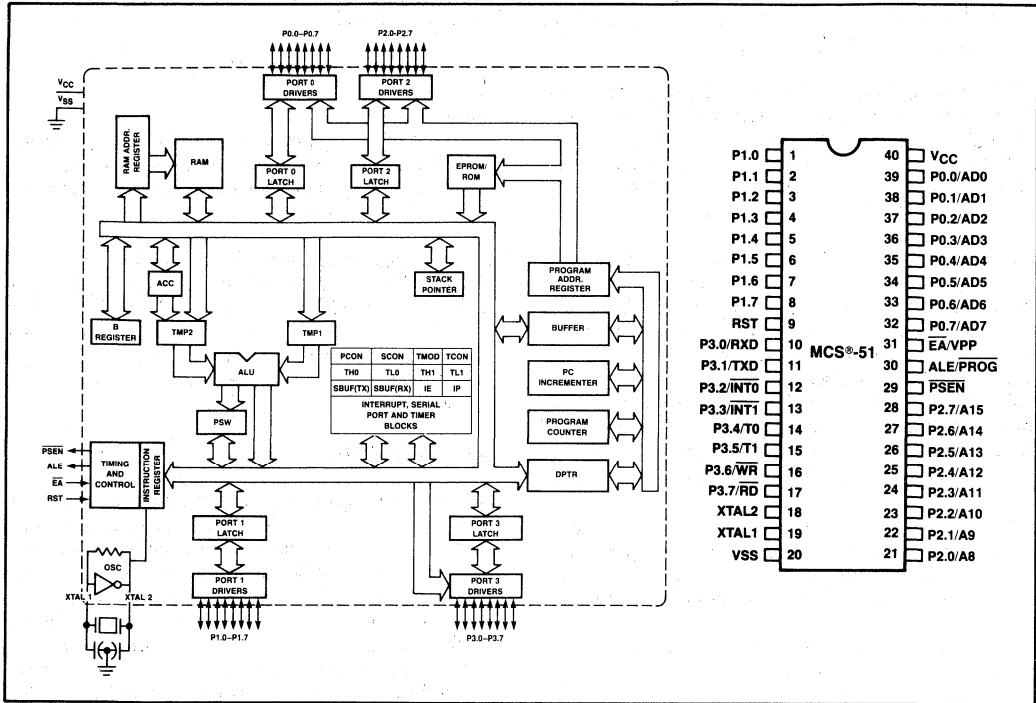 P0.0–P0.7
P2.0-P2.7
VCC
VSS
PORT 0
DRIVERS
PORT 2
DRIVERS
RAM ADDR.
REGISTER
RAM
PORT 0
LATCH
PORT 2
LATCH
EPROM/
ROM
ACC
STACK
POINTER
PROGRAM
ADDR.
REGISTER
B
REGISTER
TMP2
TMP1
BUFFER
ALU
PCON SCON TMOD TCON
TH0 TL0 TH1 TL1
SBUF(TX) SBUF(RX) IE IP
INTERRUPT, SERIAL
PORT AND TIMER
BLOCKS
PC
INCREMENTER
PSW
PROGRAM
COUNTER
PSEN
ALE
EA
RST
TIMING
AND
CONTROL
INSTRUCTION
REGISTER
DPTR
PORT 1
LATCH
PORT 3
LATCH
OSC
XTAL 1
XTAL 2
PORT 1
DRIVERS
PORT 3
DRIVERS
P1.0–P1.7
P3.0–P3.7
P1.0 1 40 VCC
P1.1 2 39 P0.0/AD0
P1.2 3 38 P0.1/AD1
P1.3 4 37 P0.2/AD2
P1.4 5 36 P0.3/AD3
P1.5 6 35 P0.4/AD4
P1.6 7 34 P0.5/AD5
P1.7 8 33 P0.6/AD6
RST 9 32 P0.7/AD7
P3.0/RXD 10 31 EA/VPP
MCS®-51
P3.1/TXD 11 30 ALE/PROG
P3.2/INT0 12 29 PSEN
P3.3/INT1 13 28 P2.7/A15
P3.4/T0 14 27 P2.6/A14
P3.5/T1 15 26 P2.5/A13
P3.6/WR 16 25 P2.4/A12
P3.7/RD 17 24 P2.3/A11
XTAL2 18 23 P2.2/A10
XTAL1 19 22 P2.1/A9
VSS 20 21 P2.0/A8